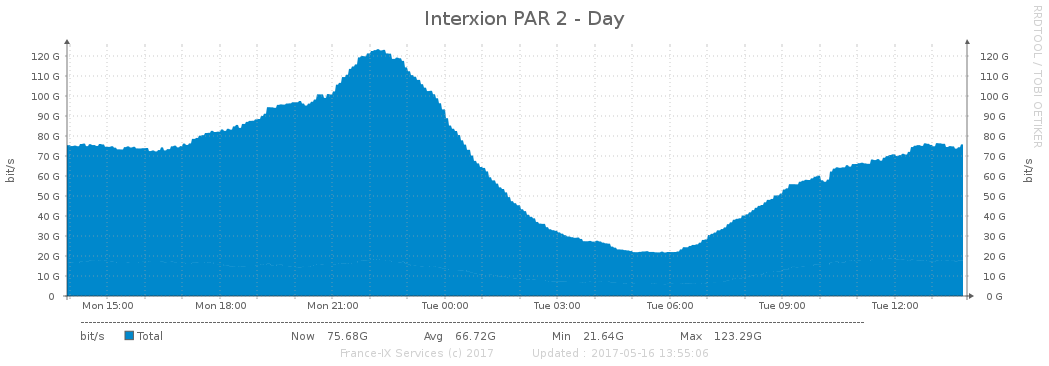 Interxion PAR 2 - Day
RRDTOOL / TOBI OETIKER
120 G 120 G
110 G 110 G
100 G 100 G
90 G 90 G
80 G 80 G
70 G 70 G
60 G 60 G
50 G 50 G
40 G 40 G
30 G 30 G
20 G 20 G
10 G 10 G
0 0 G
bit/s
bit/s
Mon 15:00 Mon 18:00 Mon 21:00 Tue 00:00 Tue 03:00 Tue 06:00 Tue 09:00 Tue 12:00
bit/s Total Now 75.68G Avg 66.72G Min 21.64G Max 123.29G
France-IX Services (c) 2017 Updated : 2017-05-16 13:55:06